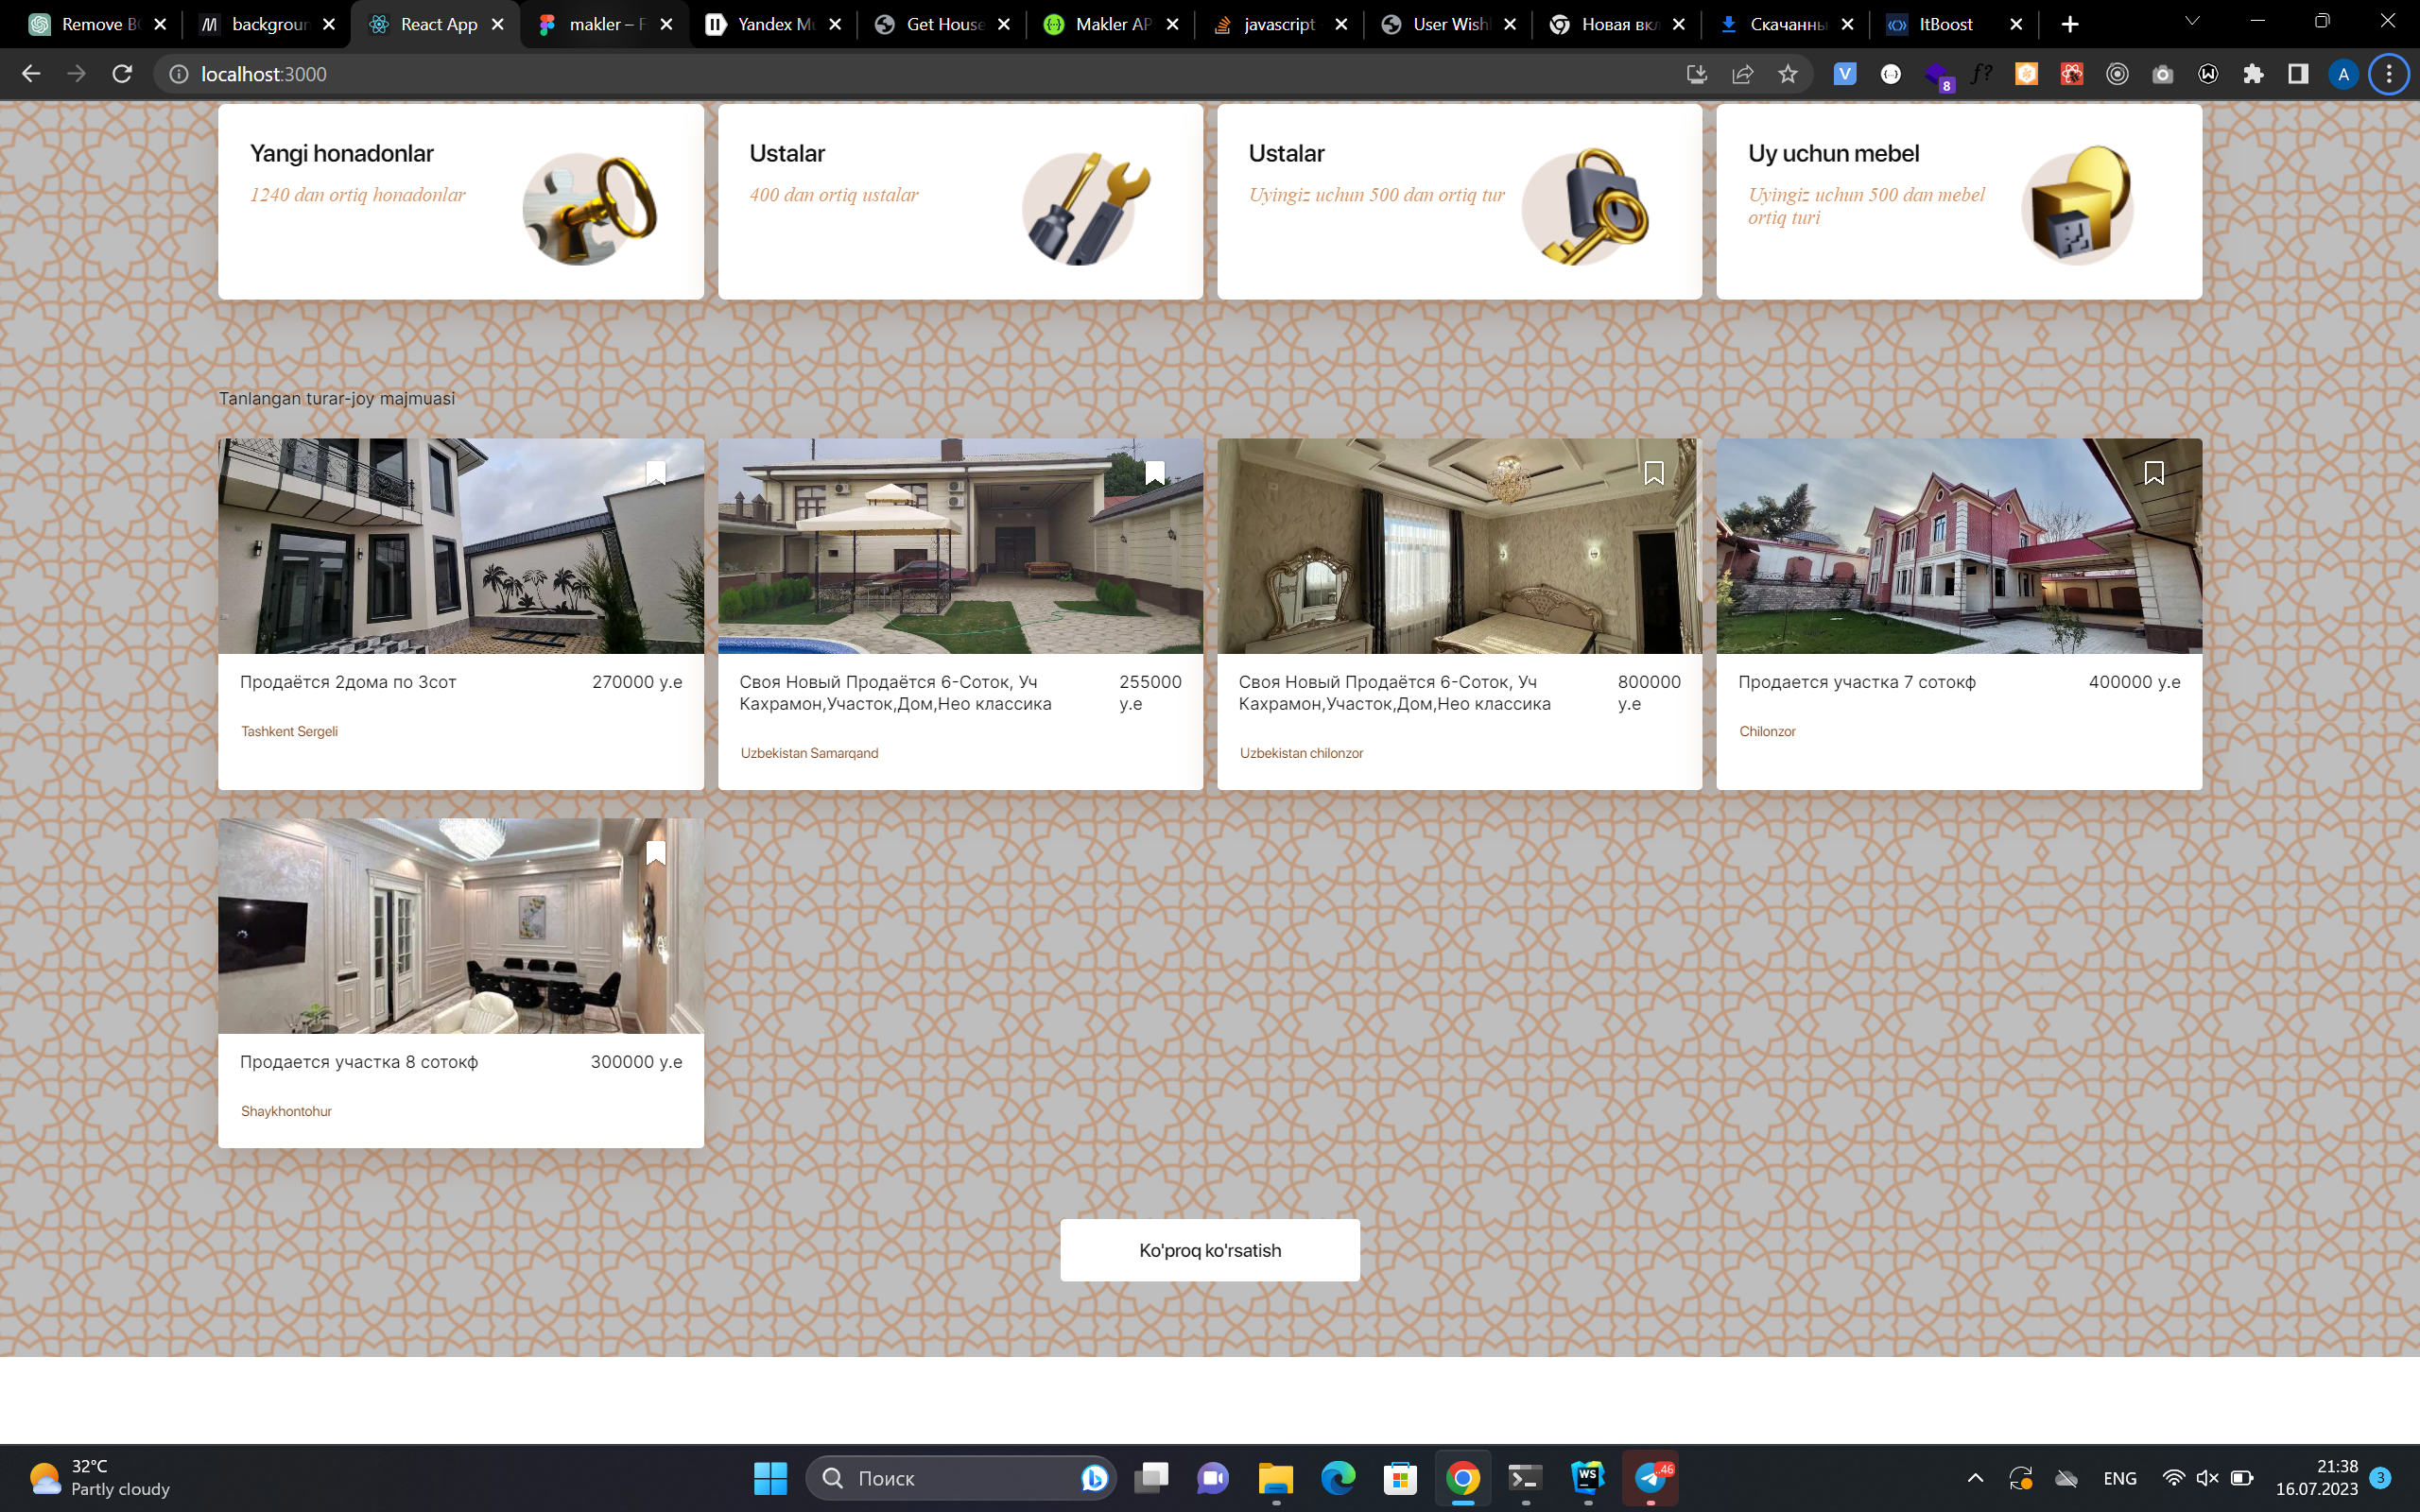 Remove B
backgroun
React App
makler – F
Yandex Mu
Get House
Makler AP
javascript
User Wish
Новая вкл
Скачанны
ItBoost
localhost:3000
8
A
Yangi honadonlar
1240 dan ortiq honadonlar
Ustalar
400 dan ortiq ustalar
Ustalar
Uyingiz uchun 500 dan ortiq tur
Uy uchun mebel
Uyingiz uchun 500 dan mebel
ortiq turi
Tanlangan turar-joy majmuasi
Продаётся 2дома по 3сот
270000 y.e
Tashkent Sergeli
Своя Новый Продаётся 6-Соток, Уч
Кахрамон,Участок,Дом,Нео классика
255000
y.e
Uzbekistan Samarqand
Своя Новый Продаётся 6-Соток, Уч
Кахрамон,Участок,Дом,Нео классика
800000
y.e
Uzbekistan chilonzor
Продается участка 7 сотокф
400000 y.e
Chilonzor
Продается участка 8 сотокф
300000 y.e
Shaykhontohur
Ko'proq ko'rsatish
32°C
Partly cloudy
Поиск
WS
46
ENG
21:38
16.07.2023
3